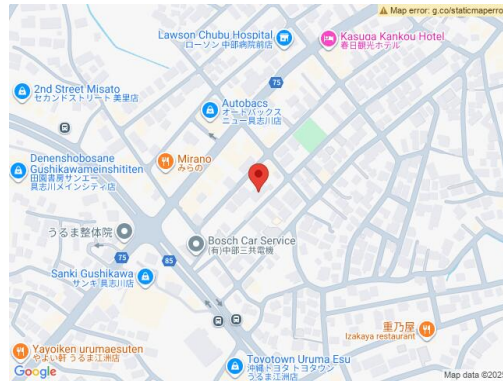 Map error: g.co/staticmaperro
Lawson Chubu Hospital
ローソン 中部病院前店
Kasuga Kankou Hotel
春日観光ホテル
75
2nd Street Misato
セカンドストリート 美里店
Autobacs
オートバックス
ニュー具志川店
Denenshobosane
Gushikawameinshititen
田園書房サンエー
具志川メインシティ店
Mirano
みらの
うるま整体院
Bosch Car Service
(有)中部三共電機
75
85
Sanki Gushikawa
サンキ 具志川店
重乃屋
Izakaya restaurant
Yayoiken urumaesuten
やよい軒 うるま江洲店
Toyotown Uruma Esu
沖縄トヨタ トヨタウン
うるま江洲店
Google
Map data ©202